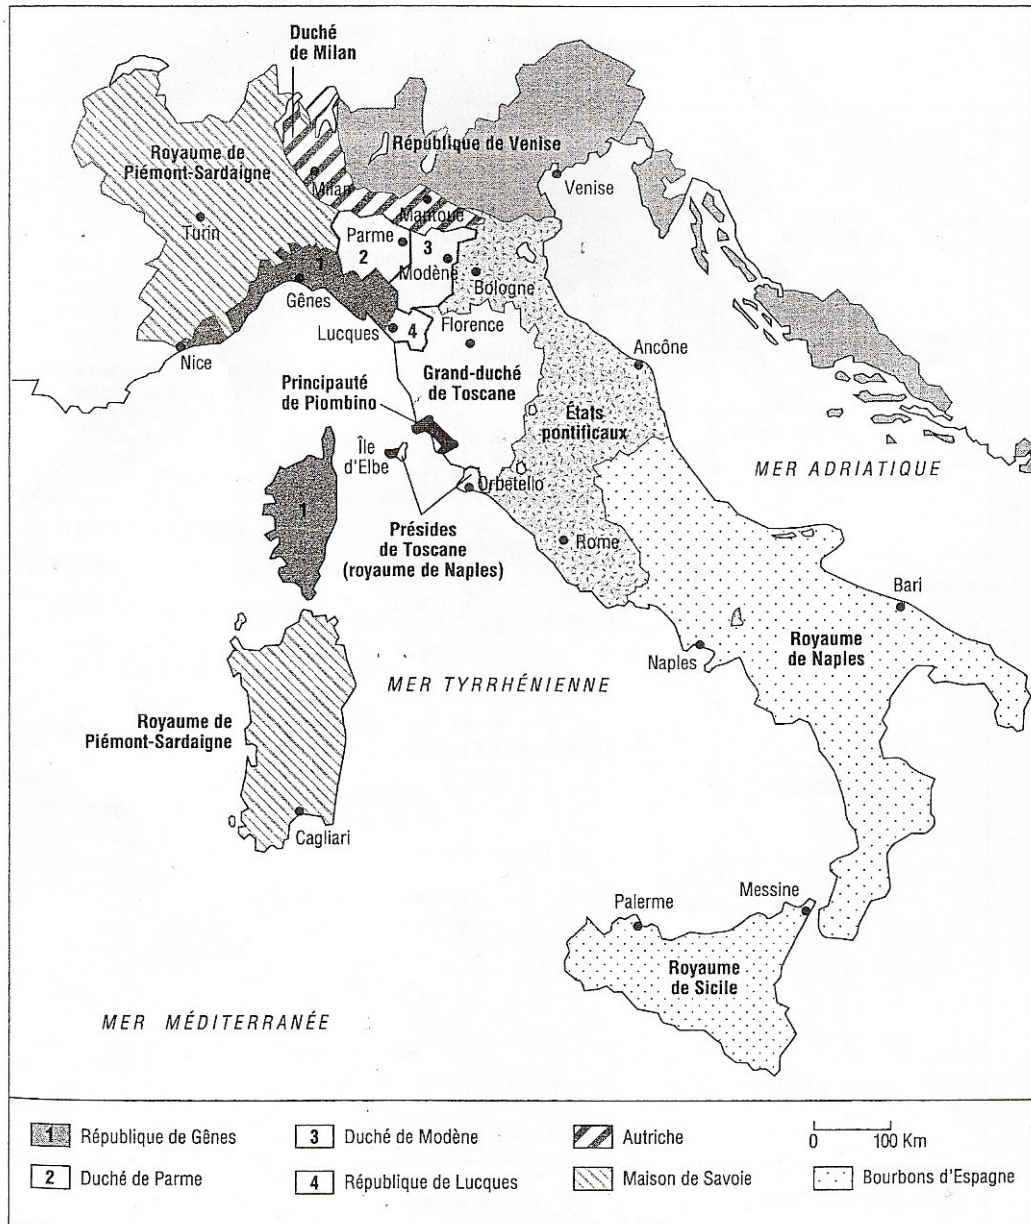 Duché
de Milan
République de Venise
Royaume de
Piémont-Sardaigne
Milan
Venise
Mantoue
Turin
Parme
3
2
Modène
1
Bologne
Gênes
Lucques
4
Florence
Nice
Ancône
Grand-duché
de Toscane
Principauté
de Piombino
États
pontificaux
Île
d'Elbe
MER ADRIATIQUE
Orbetello
1
Présides
de Toscane
(royaume de Naples)
Rome
Bari
Royaume
de Naples
Naples
MER TYRRHÉNIENNE
Royaume de
Piémont-Sardaigne
Cagliari
Messine
Palerme
Royaume
de Sicile
MER MÉDITERRANÉE
1 République de Gênes
2 Duché de Parme
3 Duché de Modène
4 République de Lucques
Autriche
Maison de Savoie
0 100 Km
Bourbons d'Espagne